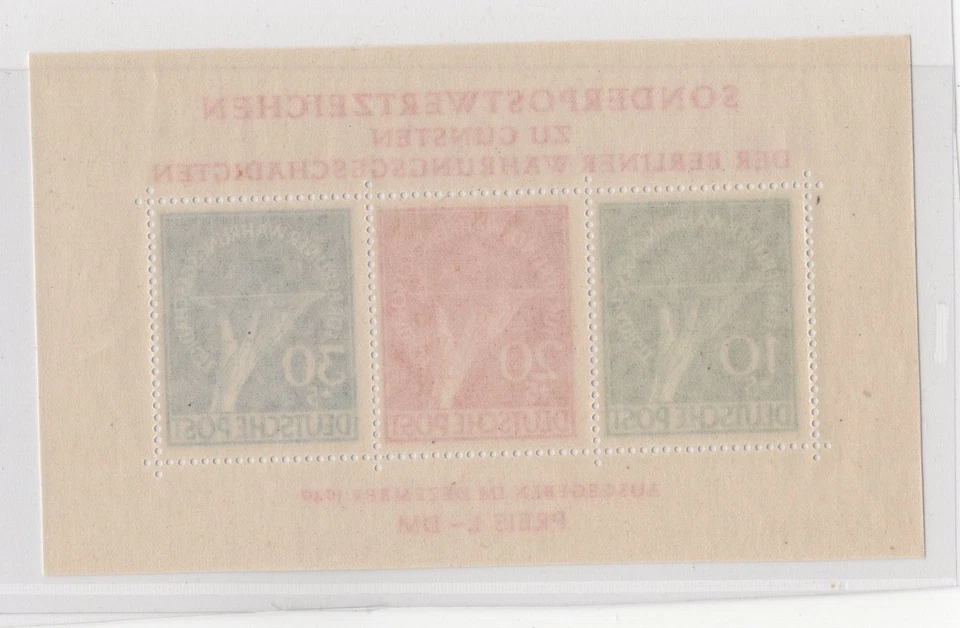 SONDERPOSTWERTZEICHEN
ZU GUNSTEN
DER BERLINER WÄHRUNGSGESCHÄDIGTEN
10
DEUTSCHE POST
20
DEUTSCHE POST
30
DEUTSCHE POST
AUSGEGEBEN IM DEZEMBER 1949
PREIS 1.- DM